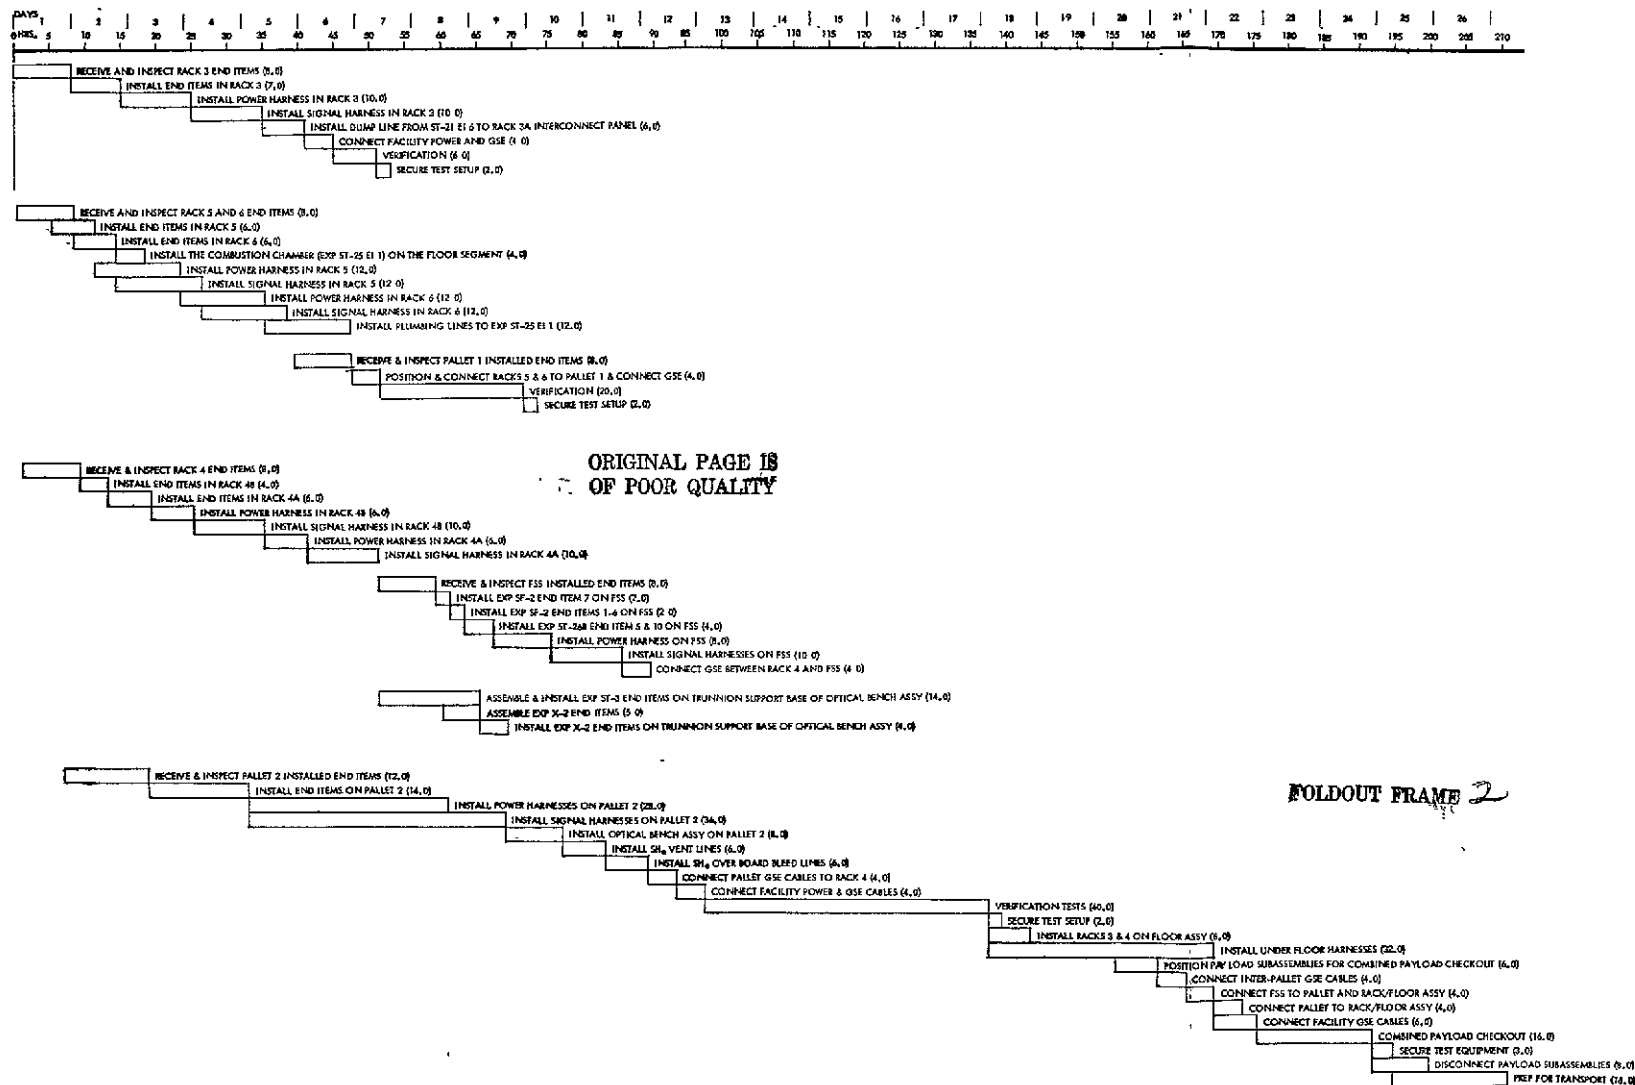 DAYS 1 2 3 4 5 6 7 8 9 10 11 12 13 14 15 16 17 18 19 20 21 22 23 24 25 26
0 HRS. 5 10 15 20 25 30 35 40 45 50 55 60 65 70 75 80 85 90 95 100 105 110 115 120 125 130 135 140 145 150 155 160 165 170 175 180 185 190 195 200 205 210
RECEIVE AND INSPECT RACK 3 END ITEMS (8.0)
INSTALL END ITEMS IN RACK 3 (7.0)
INSTALL POWER HARNESS IN RACK 3 (10.0)
INSTALL SIGNAL HARNESS IN RACK 3 (10 0)
INSTALL DUMP LINE FROM ST-21 EI 6 TO RACK 3A INTERCONNECT PANEL (6.0)
CONNECT FACILITY POWER AND GSE (4 0)
VERIFICATION (6 0)
SECURE TEST SETUP (2.0)
RECEIVE AND INSPECT RACK 5 AND 6 END ITEMS (8.0)
INSTALL END ITEMS IN RACK 5 (6.0)
INSTALL END ITEMS IN RACK 6 (6.0)
INSTALL THE COMBUSTION CHAMBER (EXP ST-25 EI 1) ON THE FLOOR SEGMENT (4.0)
INSTALL POWER HARNESS IN RACK 5 (12.0)
INSTALL SIGNAL HARNESS IN RACK 5 (12 0)
INSTALL POWER HARNESS IN RACK 6 (12 0)
INSTALL SIGNAL HARNESS IN RACK 6 (12.0)
INSTALL PLUMBING LINES TO EXP ST-25 EI 1 (12.0)
RECEIVE & INSPECT PALLET 1 INSTALLED END ITEMS (8.0)
POSITION & CONNECT RACKS 5 & 6 TO PALLET 1 & CONNECT GSE (4.0)
VERIFICATION (20.0)
SECURE TEST SETUP (2.0)
ORIGINAL PAGE IS
OF POOR QUALITY
RECEIVE & INSPECT RACK 4 END ITEMS (8.0)
INSTALL END ITEMS IN RACK 4B (4.0)
INSTALL END ITEMS IN RACK 4A (6.0)
INSTALL POWER HARNESS IN RACK 4B (6.0)
INSTALL SIGNAL HARNESS IN RACK 4B (10.0)
INSTALL POWER HARNESS IN RACK 4A (6.0)
INSTALL SIGNAL HARNESS IN RACK 4A (10.0)
RECEIVE & INSPECT FSS INSTALLED END ITEMS (8.0)
INSTALL EXP SF-2 END ITEM 7 ON FSS (2.0)
INSTALL EXP SF-2 END ITEMS 1-6 ON FSS (2 0)
INSTALL EXP ST-26B END ITEM 5 & 10 ON FSS (4.0)
INSTALL POWER HARNESS ON FSS (8.0)
INSTALL SIGNAL HARNESSES ON FSS (10 0)
CONNECT GSE BETWEEN RACK 4 AND FSS (4 0)
ASSEMBLE & INSTALL EXP ST-3 END ITEMS ON TRUNNION SUPPORT BASE OF OPTICAL BENCH ASSY (14.0)
ASSEMBLE EXP X-2 END ITEMS (5 0)
INSTALL EXP X-2 END ITEMS ON TRUNNION SUPPORT BASE OF OPTICAL BENCH ASSY (4.0)
RECEIVE & INSPECT PALLET 2 INSTALLED END ITEMS (12.0)
INSTALL END ITEMS ON PALLET 2 (14.0)
FOLDOUT FRAME 2
INSTALL POWER HARNESSES ON PALLET 2 (28.0)
INSTALL SIGNAL HARNESSES ON PALLET 2 (36.0)
INSTALL OPTICAL BENCH ASSY ON PALLET 2 (8.0)
INSTALL SHe VENT LINES (6.0)
INSTALL SHe OVER BOARD BLEED LINES (6.0)
CONNECT PALLET GSE CABLES TO RACK 4 (4.0)
CONNECT FACILITY POWER & GSE CABLES (4.0)
VERIFICATION TESTS (40.0)
SECURE TEST SETUP (2.0)
INSTALL RACKS 3 & 4 ON FLOOR ASSY (6.0)
INSTALL UNDER FLOOR HARNESSES (32.0)
POSITION PAYLOAD SUBASSEMBLIES FOR COMBINED PAYLOAD CHECKOUT (6.0)
CONNECT INTER-PALLET GSE CABLES (4.0)
CONNECT FSS TO PALLET AND RACK/FLOOR ASSY (4.0)
CONNECT PALLET TO RACK/FLOOR ASSY (4.0)
CONNECT FACILITY GSE CABLES (6.0)
COMBINED PAYLOAD CHECKOUT (16.0)
SECURE TEST EQUIPMENT (3.0)
DISCONNECT PAYLOAD SUBASSEMBLIES (8.0)
PREP FOR TRANSPORT (16.0)